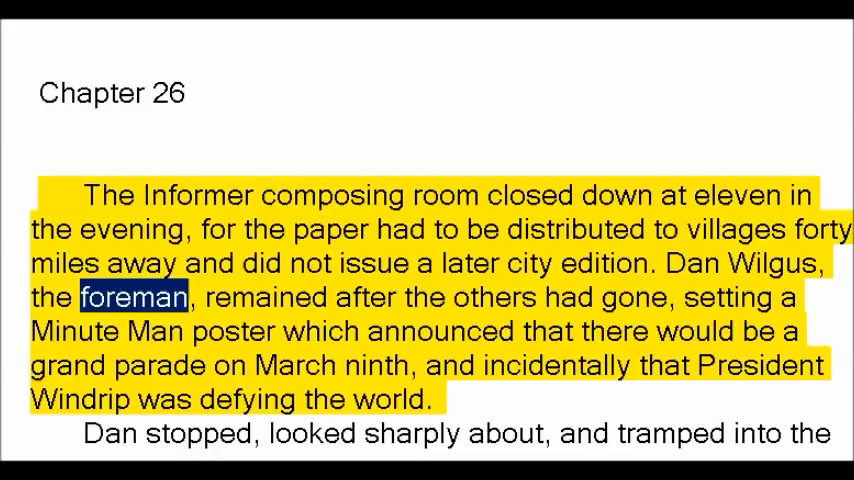 Chapter 26
The Informer composing room closed down at eleven in
the evening, for the paper had to be distributed to villages forty
miles away and did not issue a later city edition. Dan Wilgus,
the foreman, remained after the others had gone, setting a
Minute Man poster which announced that there would be a
grand parade on March ninth, and incidentally that President
Windrip was defying the world.
Dan stopped, looked sharply about, and tramped into the